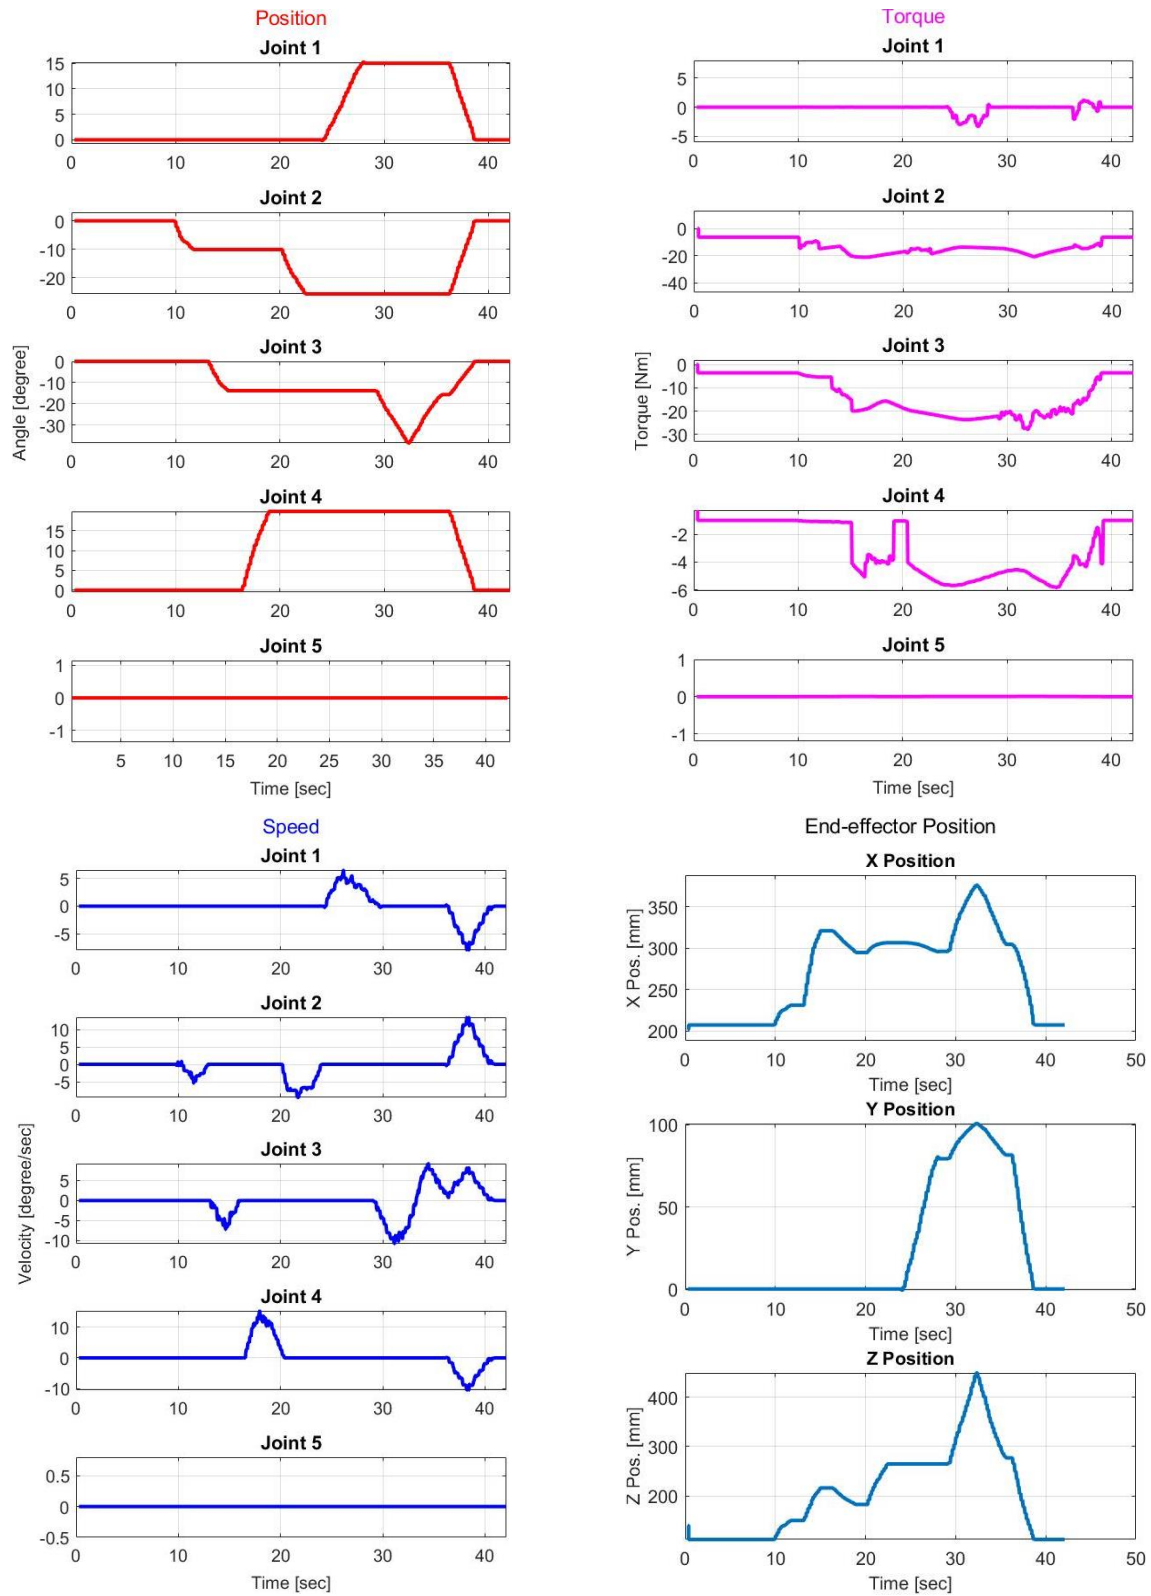 Position
Joint 1
15
10
5
0
0 10 20 30 40
Joint 2
0
-10
-20
0 10 20 30 40
Angle [degree]
Joint 3
0
-10
-20
-30
0 10 20 30 40
Joint 4
15
10
5
0
0 10 20 30 40
Joint 5
1
0
-1
5 10 15 20 25 30 35 40
Time [sec]
Torque
Joint 1
5
0
-5
0 10 20 30 40
Joint 2
0
-20
-40
0 10 20 30 40
Torque [Nm]
Joint 3
0
-10
-20
-30
0 10 20 30 40
Joint 4
-2
-4
-6
0 10 20 30 40
Joint 5
1
0
-1
0 10 20 30 40
Time [sec]
Speed
Joint 1
5
0
-5
0 10 20 30 40
Joint 2
10
5
0
-5
0 10 20 30 40
Velocity [degree/sec]
Joint 3
5
0
-5
-10
0 10 20 30 40
Joint 4
10
0
-10
0 10 20 30 40
Joint 5
0.5
0
-0.5
0 10 20 30 40
Time [sec]
End-effector Position
X Position
X Pos. [mm]
350
300
250
200
0 10 20 30 40 50
Time [sec]
Y Position
Y Pos. [mm]
100
50
0
0 10 20 30 40 50
Time [sec]
Z Position
Z Pos. [mm]
400
300
200
0 10 20 30 40 50
Time [sec]